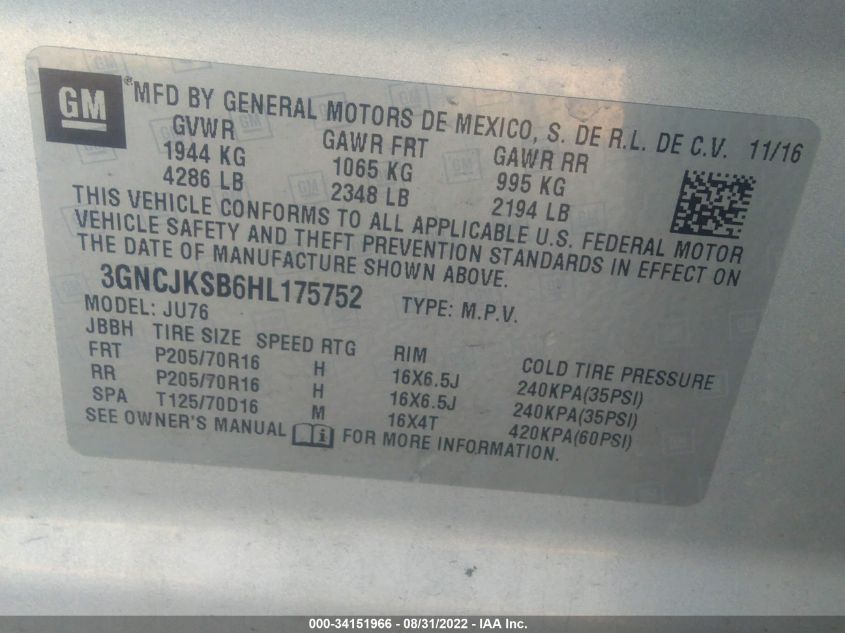 GM
®MFD BY GENERAL MOTORS DE MEXICO, S. DE R.L. DE C.V. 11/16
GVWR GAWR FRT GAWR RR
1944 KG 1065 KG 995 KG
4286 LB 2348 LB 2194 LB
THIS VEHICLE CONFORMS TO ALL APPLICABLE U.S. FEDERAL MOTOR
VEHICLE SAFETY AND THEFT PREVENTION STANDARDS IN EFFECT ON
THE DATE OF MANUFACTURE SHOWN ABOVE.
3GNCJKSB6HL175752 TYPE: M.P.V.
MODEL: JU76
JBBH TIRE SIZE SPEED RTG RIM COLD TIRE PRESSURE
FRT P205/70R16 H 16X6.5J 240KPA(35PSI)
RR P205/70R16 H 16X6.5J 240KPA(35PSI)
SPA T125/70D16 M 16X4T 420KPA(60PSI)
SEE OWNER'S MANUAL FOR MORE INFORMATION.
000-34151966 - 08/31/2022 - IAA Inc.